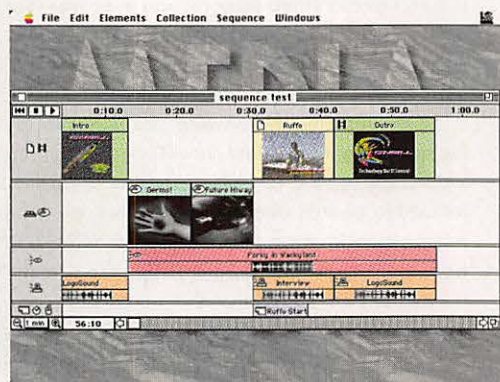 File Edit Elements Collection Sequence Windows
sequence test
0:10.0 0:20.0 0:30.0 0:40.0 0:50.0 1:00.0
Intro Ruffo Outro
Germs! Future Hiway
Porky in Wackyland
LogoSound Interview LogoSound
Ruffo Start
1 min 56:10